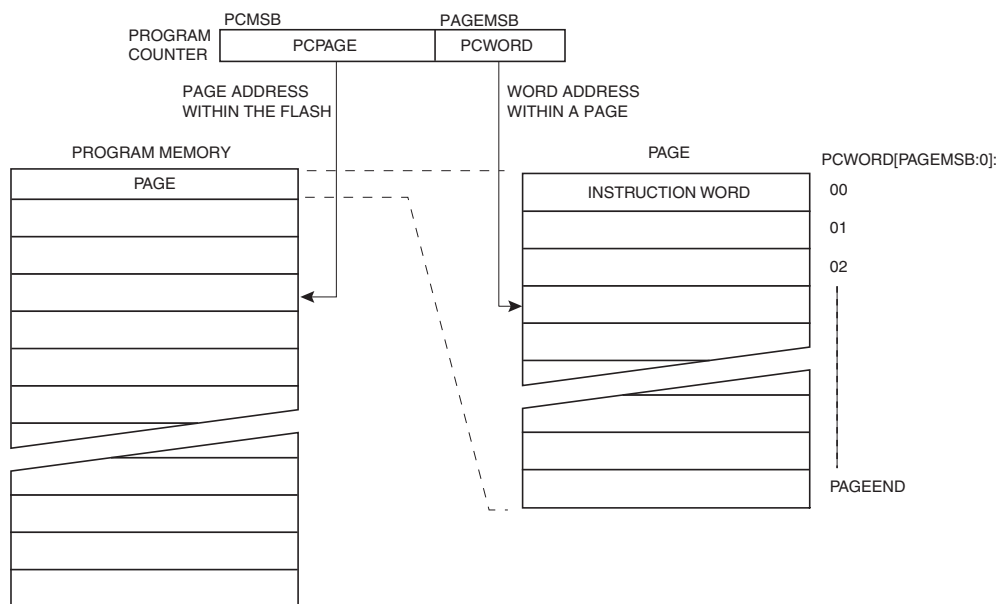 PCMSB
PAGEMSB
PROGRAM
COUNTER
PCPAGE
PCWORD
PAGE ADDRESS
WITHIN THE FLASH
WORD ADDRESS
WITHIN A PAGE
PROGRAM MEMORY
PAGE
PCWORD[PAGEMSB:0]:
PAGE
INSTRUCTION WORD
00
01
02
PAGEEND